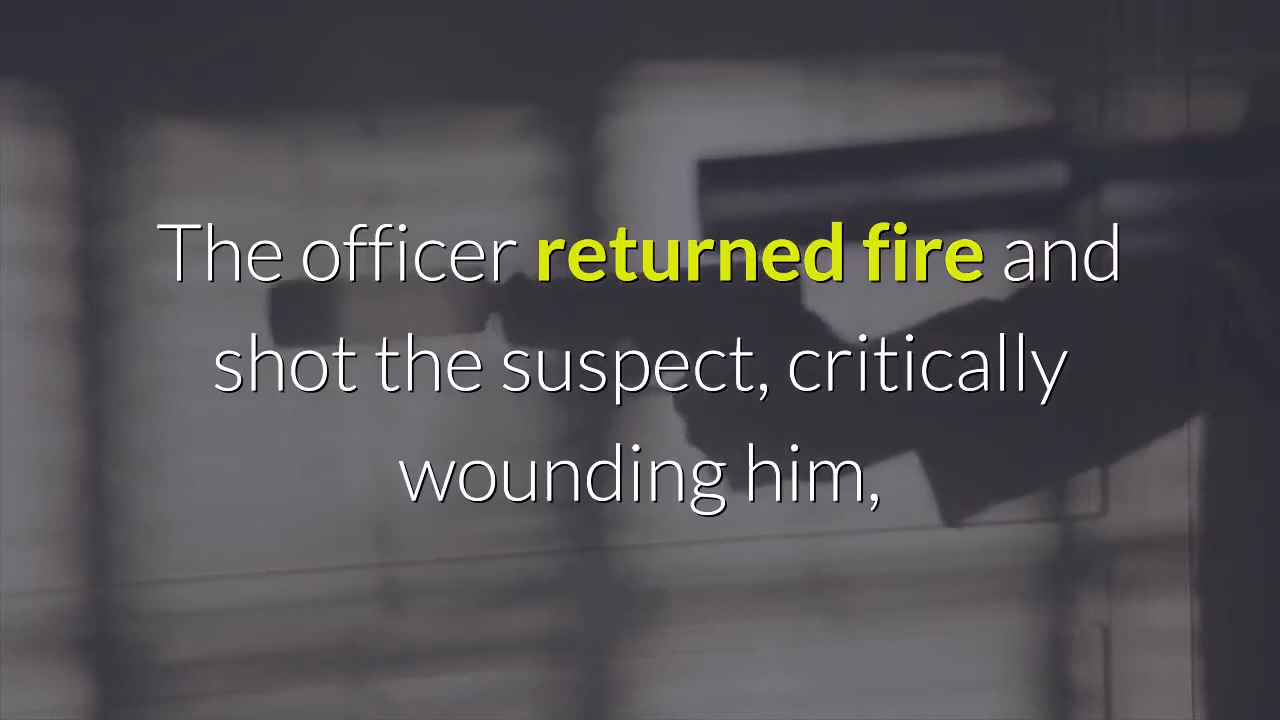 The officer returned fire and
shot the suspect, critically
wounding him,